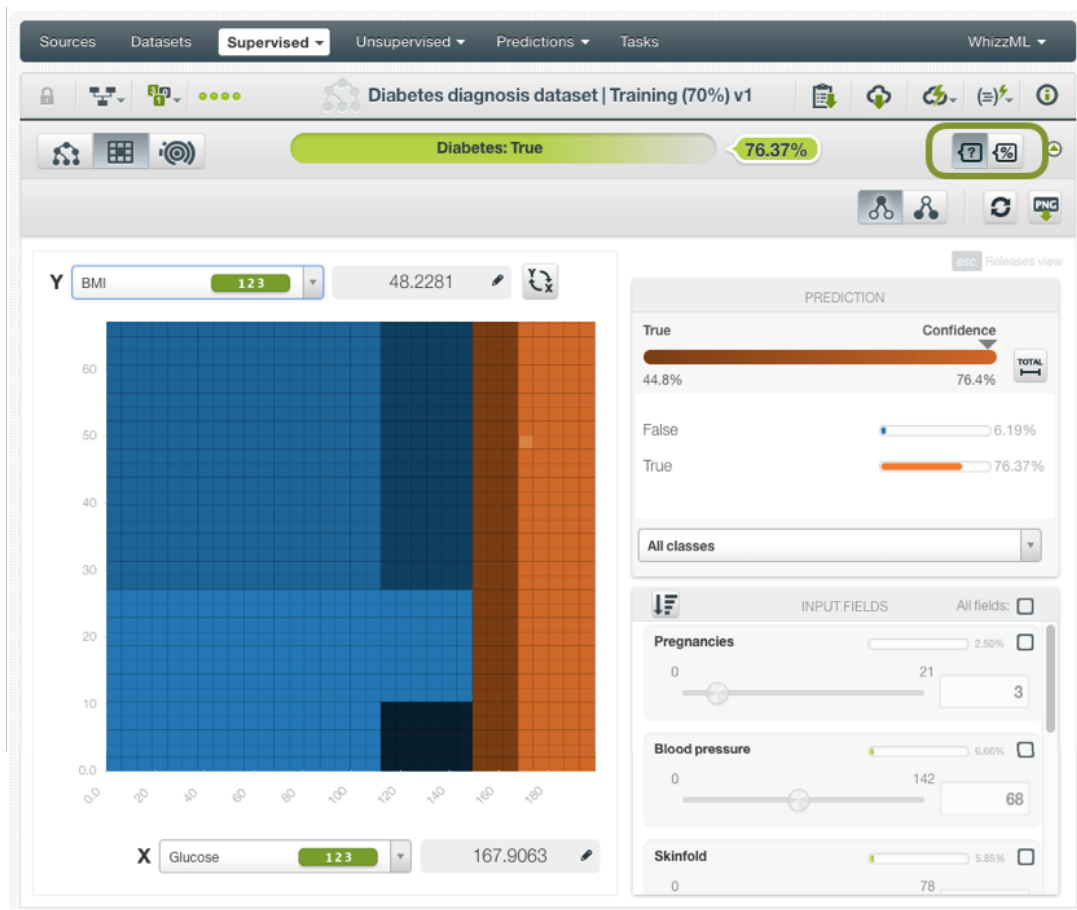 Sources Datasets Supervised Unsupervised Predictions Tasks WhizzML
Diabetes diagnosis dataset | Training (70%) v1
Diabetes: True 76.37%
PNG
esc Releases view
Y BMI 123 48.2281 Y X
PREDICTION
True Confidence
TOTAL
44.8% 76.4%
False 6.19%
True 76.37%
All classes
INPUT FIELDS All fields:
Pregnancies 2.50%
0 21
3
Blood pressure 6.66%
0 142
68
Skinfold 5.85%
0 78
60
50
40
30
20
10
0.0
0.0 20 40 60 80 100 120 140 160 180
X Glucose 123 167.9063